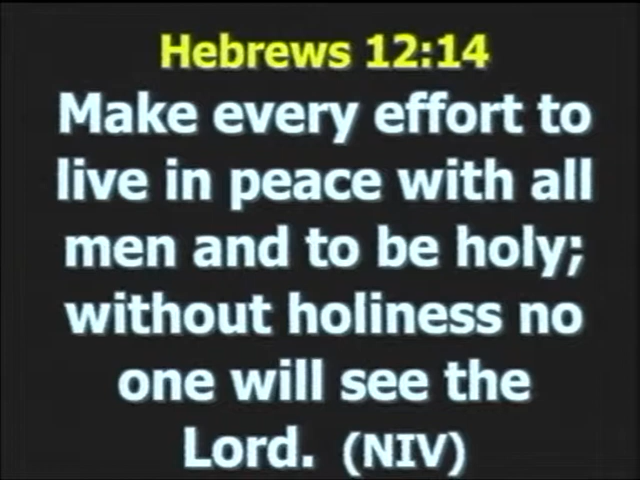 Hebrews 12:14
Make every effort to
live in peace with all
men and to be holy;
without holiness no
one will see the
Lord. (NIV)